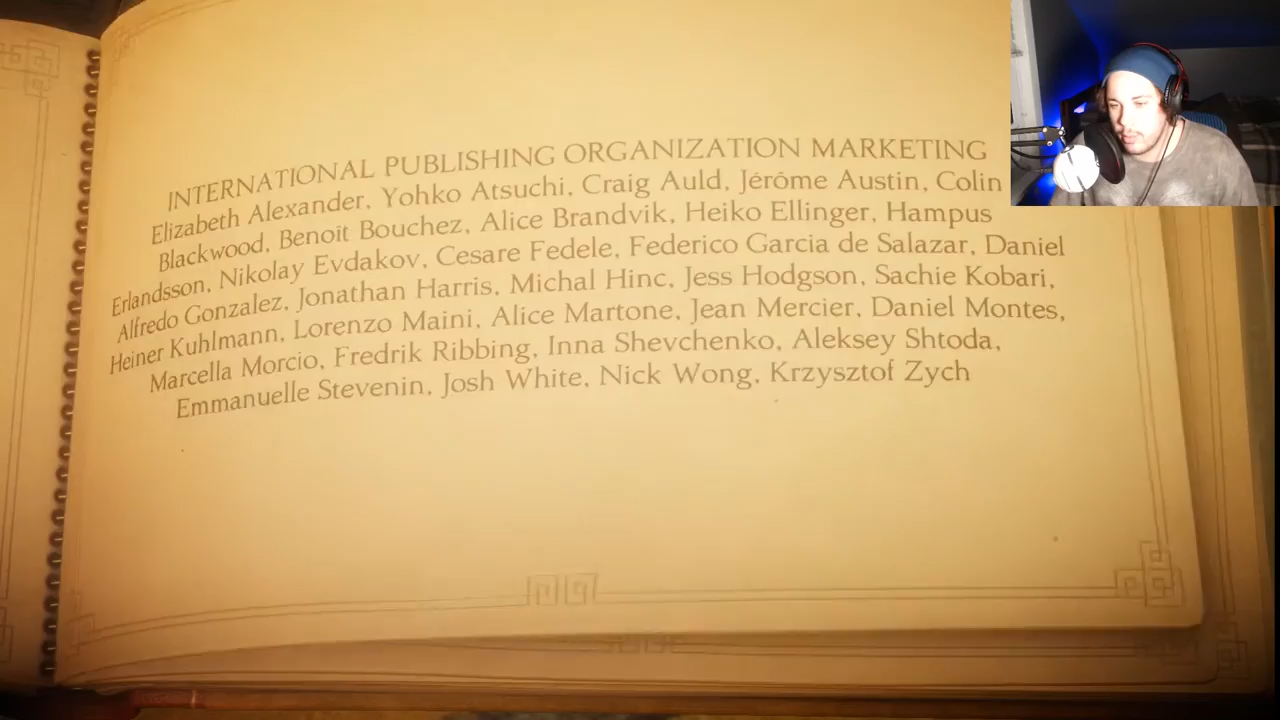 INTERNATIONAL PUBLISHING ORGANIZATION MARKETING
Elizabeth Alexander, Yohko Atsuchi, Craig Auld, Jérôme Austin, Colin
Blackwood, Benoît Bouchez, Alice Brandvik, Heiko Ellinger, Hampus
Erlandsson, Nikolay Evdakov, Cesare Fedele, Federico Garcia de Salazar, Daniel
Alfredo Gonzalez, Jonathan Harris, Michal Hinc, Jess Hodgson, Sachie Kobari,
Heiner Kuhlmann, Lorenzo Maini, Alice Martone, Jean Mercier, Daniel Montes,
Marcella Morcio, Fredrik Ribbing, Inna Shevchenko, Aleksey Shtoda,
Emmanuelle Stevenin, Josh White, Nick Wong, Krzysztof Zych